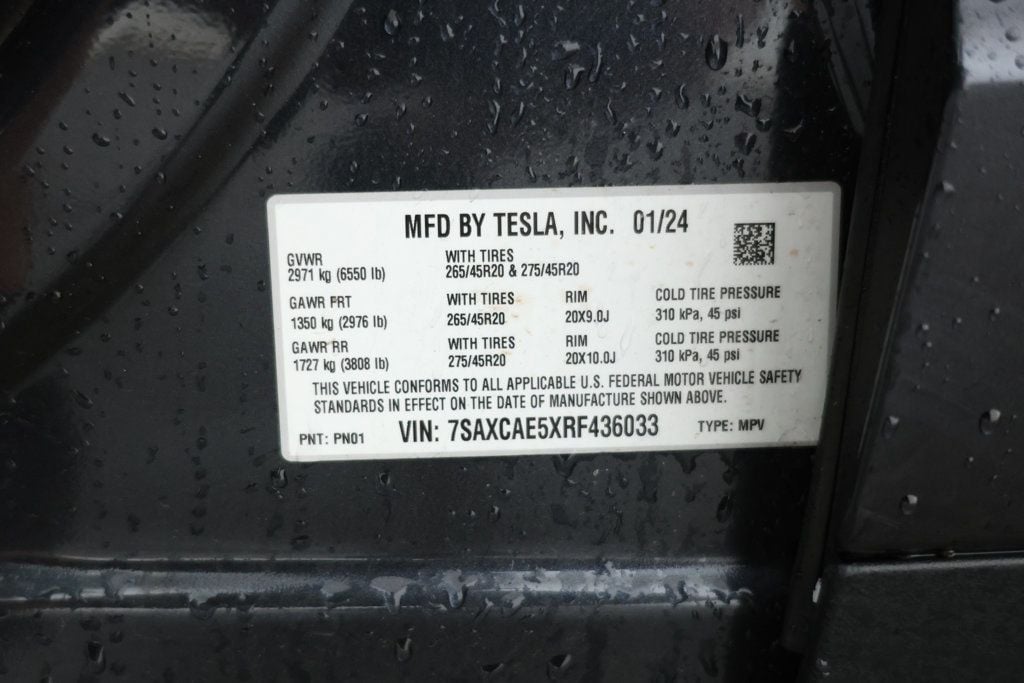 MFD BY TESLA, INC. 01/24
GVWR WITH TIRES
2971 kg (6550 lb) 265/45R20 & 275/45R20
GAWR FRT WITH TIRES RIM COLD TIRE PRESSURE
1350 kg (2976 lb) 265/45R20 20X9.0J 310 kPa, 45 psi
GAWR RR WITH TIRES RIM COLD TIRE PRESSURE
1727 kg (3808 lb) 275/45R20 20X10.0J 310 kPa, 45 psi
THIS VEHICLE CONFORMS TO ALL APPLICABLE U.S. FEDERAL MOTOR VEHICLE SAFETY
STANDARDS IN EFFECT ON THE DATE OF MANUFACTURE SHOWN ABOVE.
PNT: PN01 VIN: 7SAXCAE5XRF436033 TYPE: MPV